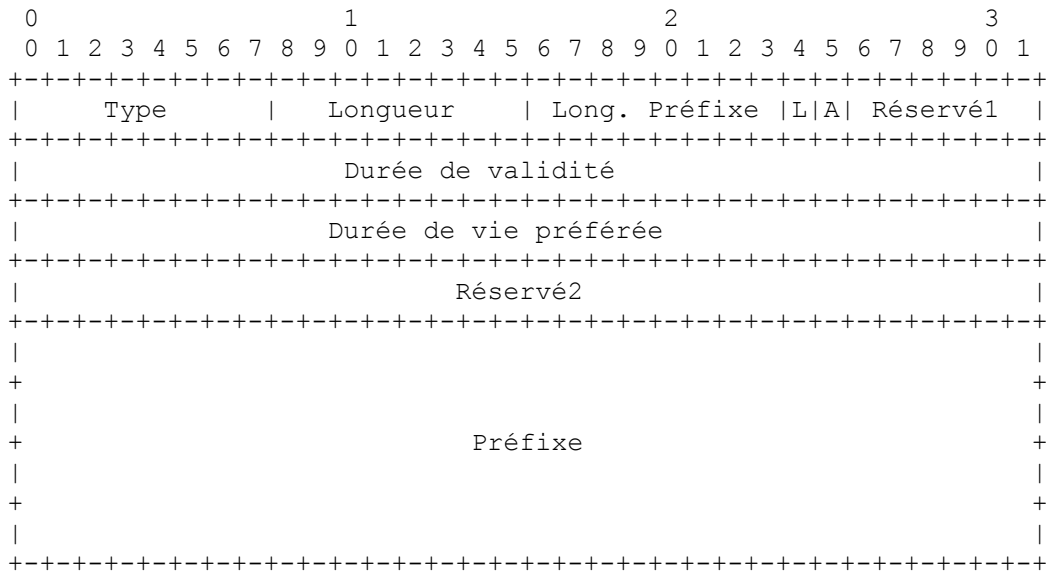 0                   1                   2                   3
 0 1 2 3 4 5 6 7 8 9 0 1 2 3 4 5 6 7 8 9 0 1 2 3 4 5 6 7 8 9 0 1
+-+-+-+-+-+-+-+-+-+-+-+-+-+-+-+-+-+-+-+-+-+-+-+-+-+-+-+-+-+-+-+-+
|     Type      |   Longueur    | Long. Préfixe |L|A| Réservé1  |
+-+-+-+-+-+-+-+-+-+-+-+-+-+-+-+-+-+-+-+-+-+-+-+-+-+-+-+-+-+-+-+-+
|                    Durée de validité                          |
+-+-+-+-+-+-+-+-+-+-+-+-+-+-+-+-+-+-+-+-+-+-+-+-+-+-+-+-+-+-+-+-+
|                   Durée de vie préférée                       |
+-+-+-+-+-+-+-+-+-+-+-+-+-+-+-+-+-+-+-+-+-+-+-+-+-+-+-+-+-+-+-+-+
|                           Réservé2                            |
+-+-+-+-+-+-+-+-+-+-+-+-+-+-+-+-+-+-+-+-+-+-+-+-+-+-+-+-+-+-+-+-+
|                                                               |
+                                                               +
|                                                               |
+                            Préfixe                            +
|                                                               |
+                                                               +
|                                                               |
+-+-+-+-+-+-+-+-+-+-+-+-+-+-+-+-+-+-+-+-+-+-+-+-+-+-+-+-+-+-+-+-+